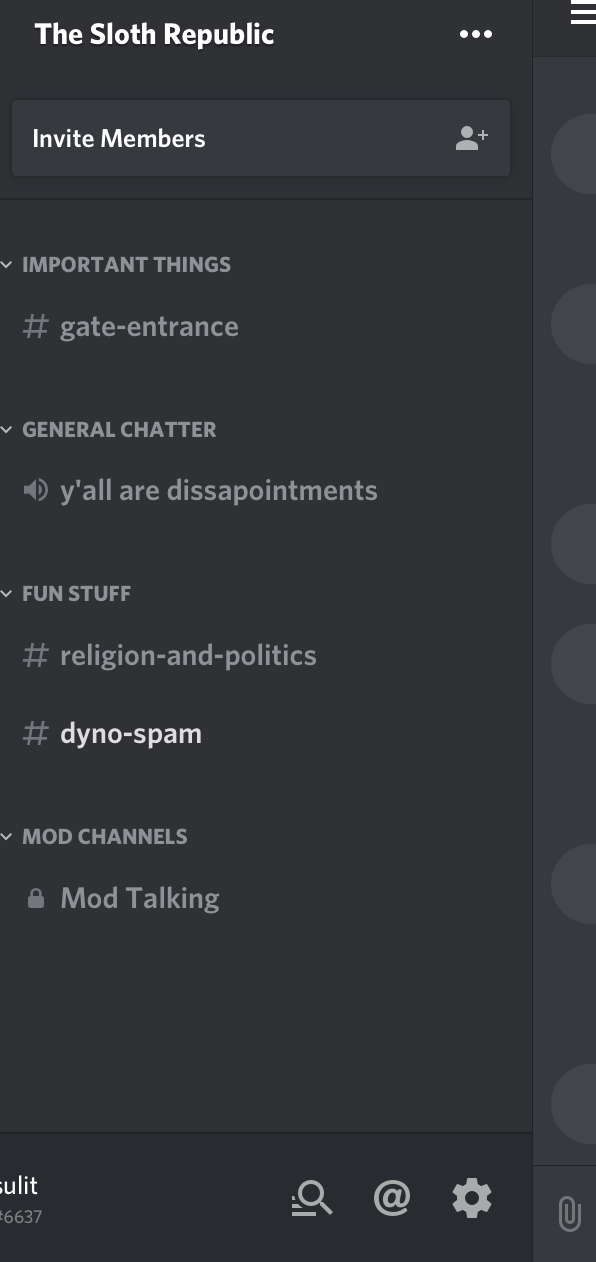 The Sloth Republic
Invite Members
IMPORTANT THINGS
# gate-entrance
GENERAL CHATTER
y'all are dissapointments
FUN STUFF
# religion-and-politics
# dyno-spam
MOD CHANNELS
Mod Talking
sulit
#6637